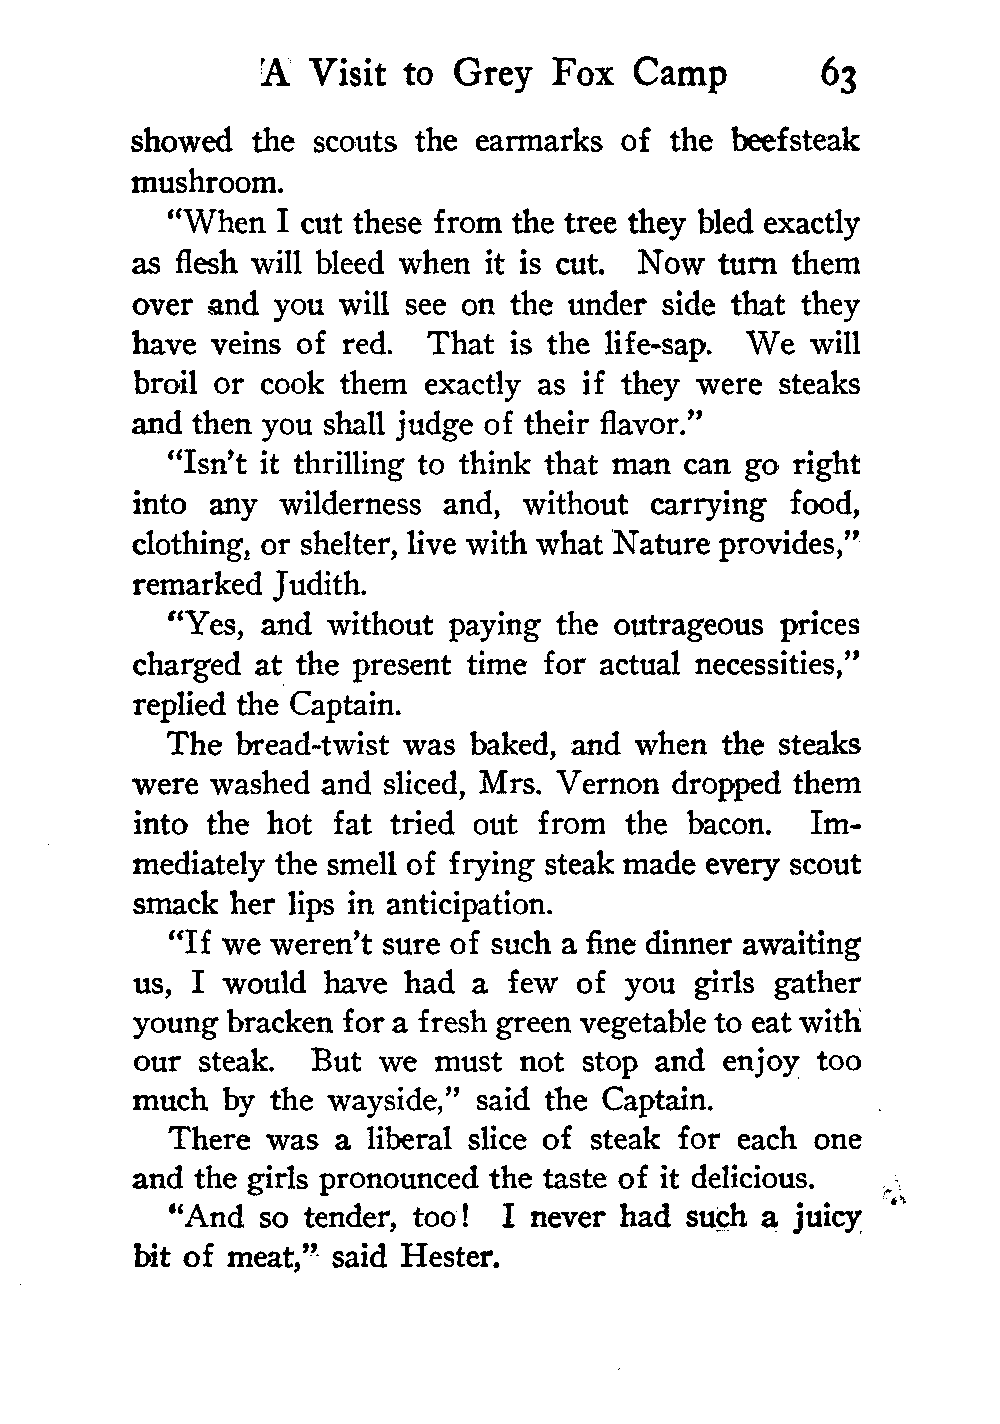 A Visit to Grey Fox Camp 63
showed the scouts the earmarks of the beefsteak
mushroom.
"When I cut these from the tree they bled exactly
as flesh will bleed when it is cut. Now turn them
over and you will see on the under side that they
have veins of red. That is the life-sap. We will
broil or cook them exactly as if they were steaks
and then you shall judge of their flavor."
"Isn't it thrilling to think that man can go right
into any wilderness and, without carrying food,
clothing, or shelter, live with what Nature provides,"
remarked Judith.
"Yes, and without paying the outrageous prices
charged at the present time for actual necessities,"
replied the Captain.
The bread-twist was baked, and when the steaks
were washed and sliced, Mrs. Vernon dropped them
into the hot fat tried out from the bacon. Im-
mediately the smell of frying steak made every scout
smack her lips in anticipation.
"If we weren't sure of such a fine dinner awaiting
us, I would have had a few of you girls gather
young bracken for a fresh green vegetable to eat with
our steak. But we must not stop and enjoy too
much by the wayside," said the Captain.
There was a liberal slice of steak for each one
and the girls pronounced the taste of it delicious.
"And so tender, too! I never had such a juicy
bit of meat," said Hester.